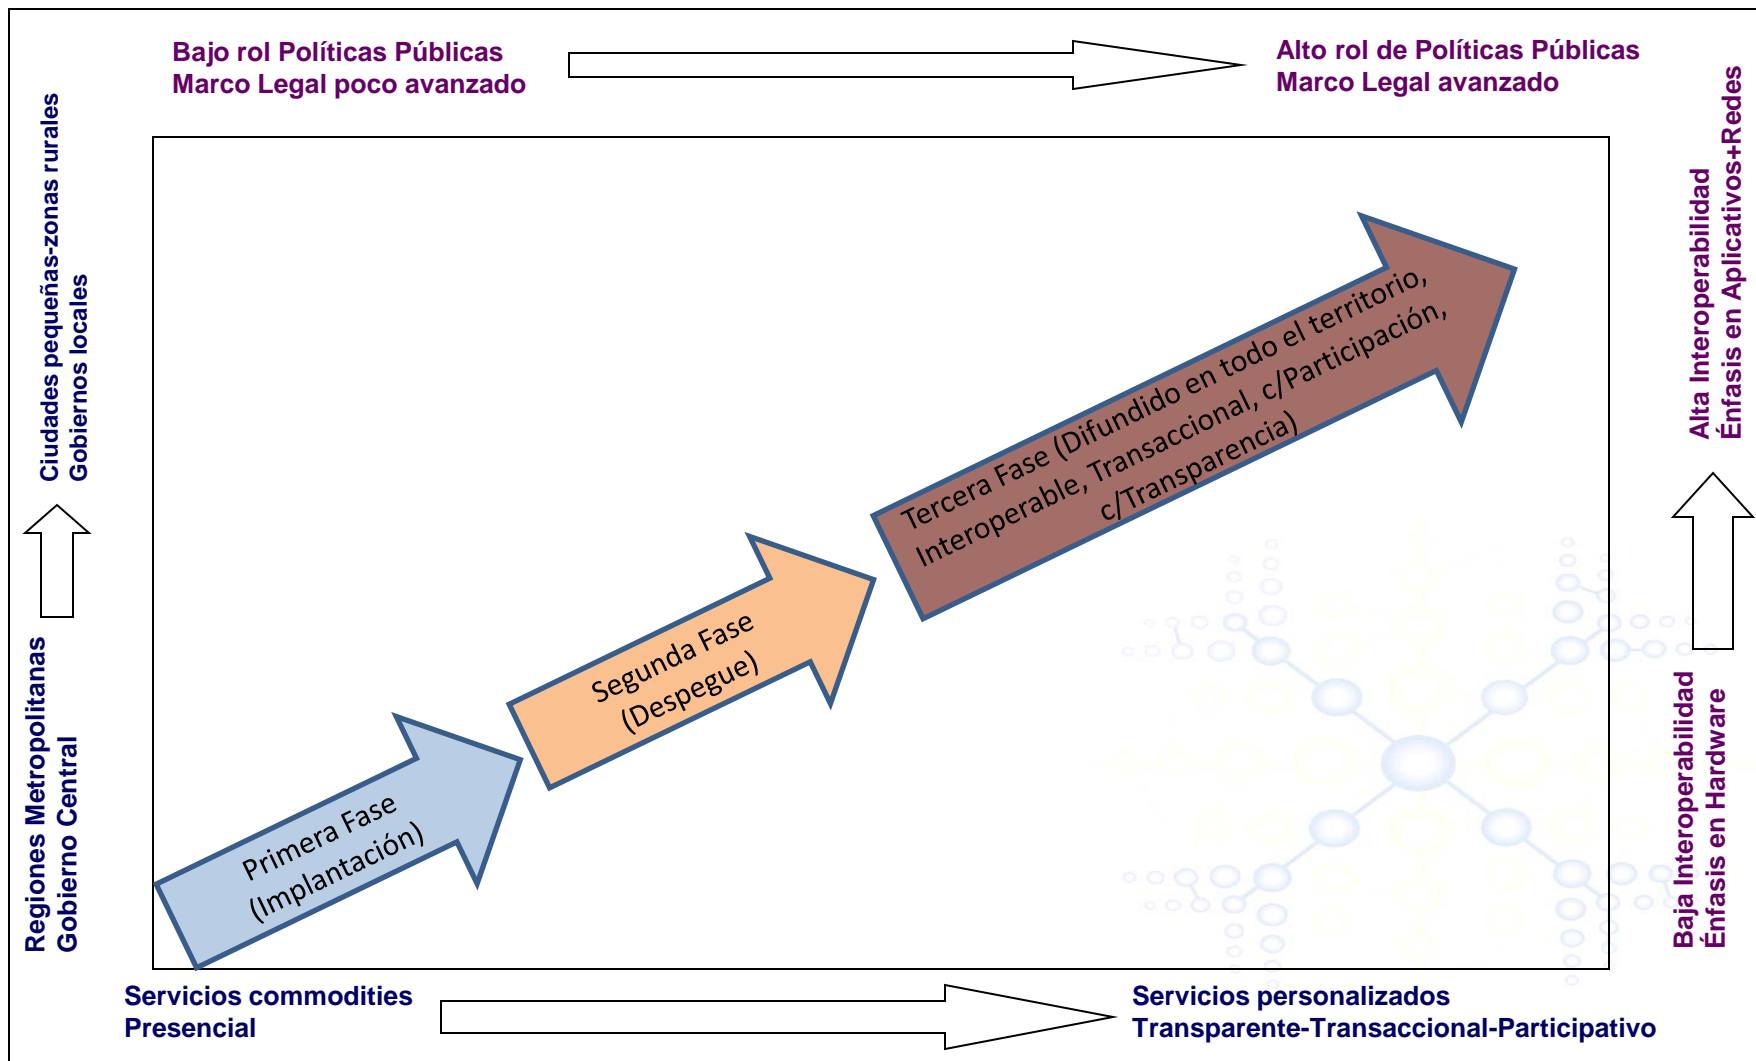 Bajo rol Políticas Públicas
Marco Legal poco avanzado
Alto rol de Políticas Públicas
Marco Legal avanzado
Ciudades pequeñas-zonas rurales
Gobiernos locales
Regiones Metropolitanas
Gobierno Central
Primera Fase
(Implantación)
Segunda Fase
(Despegue)
Tercera Fase (Difundido en todo el territorio,
Interoperable, Transaccional, c/Participación,
c/Transparencia)
Alta Interoperabilidad
Énfasis en Aplicativos+Redes
Baja Interoperabilidad
Énfasis en Hardware
Servicios commodities
Presencial
Servicios personalizados
Transparente-Transaccional-Participativo